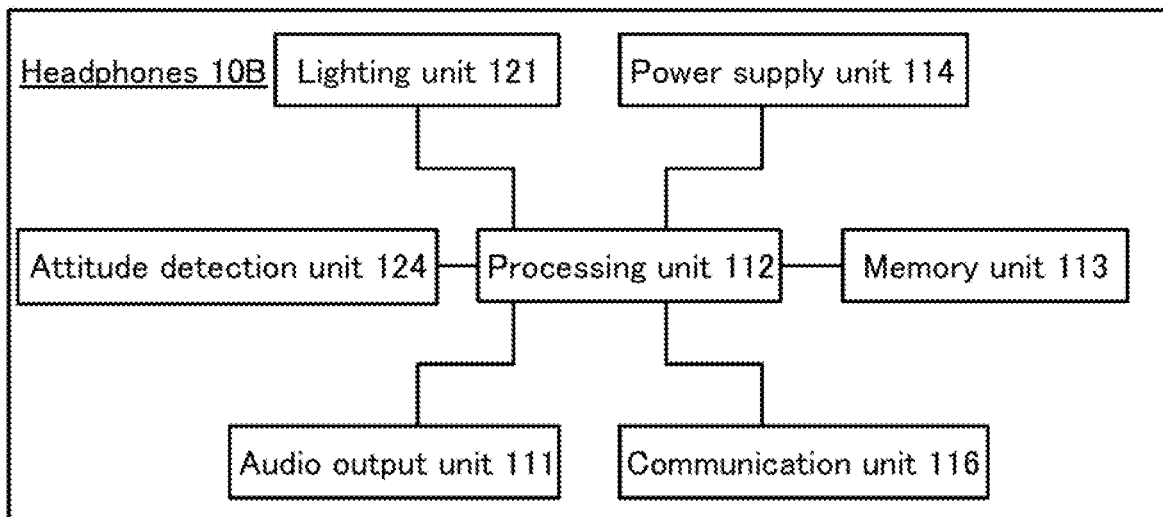 Headphones 10B
Lighting unit 121
Power supply unit 114
Attitude detection unit 124
Processing unit 112
Memory unit 113
Audio output unit 111
Communication unit 116